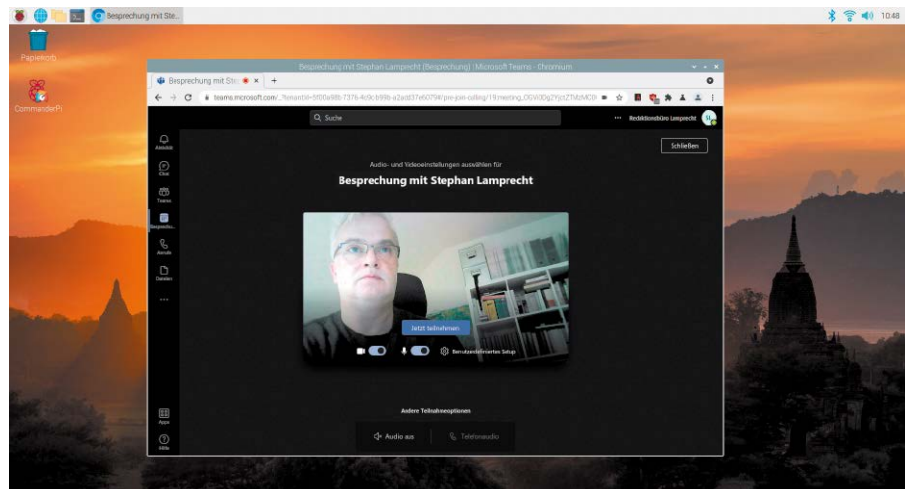 Besprechung mit Ste..
10:48
Papierkorb
CommanderPi
Besprechung mit Stephan Lamprecht (Besprechung) | Microsoft Teams - Chromium
Besprechung mit Ste
Suche
Redaktionsbüro Lamprecht
Aktivität
Chat
Teams
Besprechu...
Anrufe
Dateien
Apps
Hilfe
Schließen
Audio- und Videoeinstellungen auswählen für
Besprechung mit Stephan Lamprecht
Jetzt teilnehmen
Benutzerdefiniertes Setup
Andere Teilnahmeoptionen
Audio aus
Telefonaudio